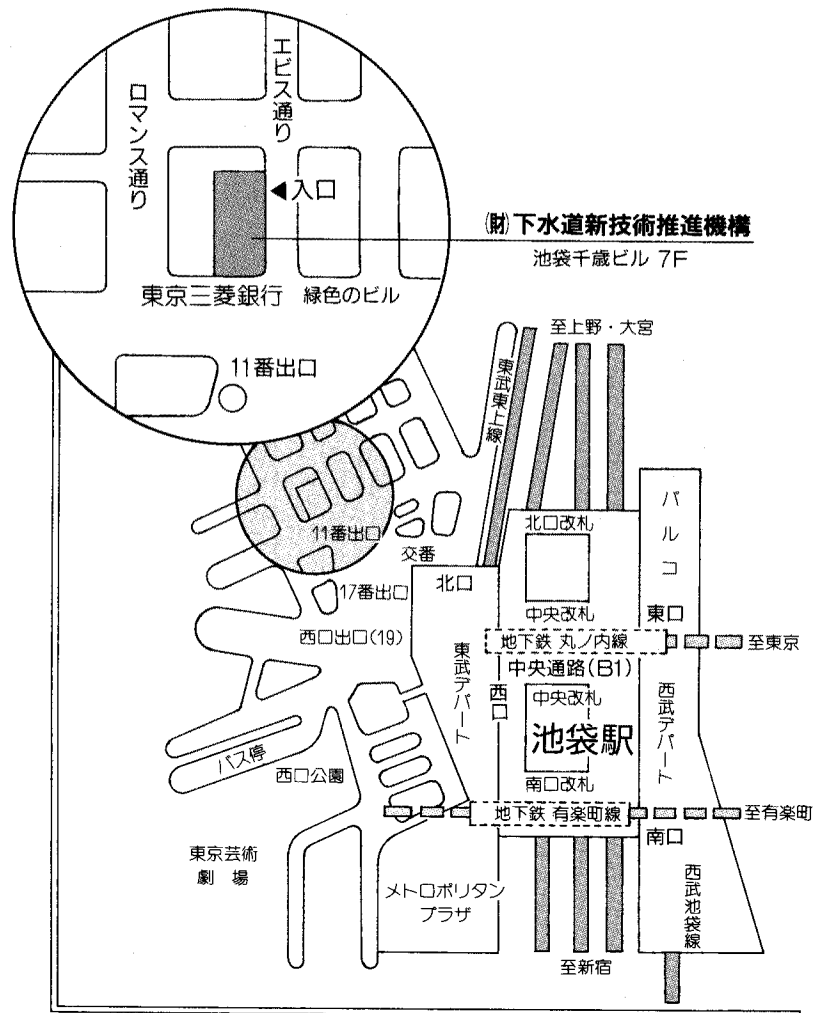 エビス通り
ロマンス通り
入口
(財)下水道新技術推進機構
池袋千歳ビル 7F
東京三菱銀行
緑色のビル
11番出口
至上野・大宮
東武東上線
パルコ
北口改札
11番出口
交番
北口
17番出口
中央改札
東口
西口出口(19)
地下鉄 丸ノ内線
至東京
中央通路(B1)
東武デパート
西口
中央改札
西武デパート
池袋駅
バス停
西口公園
南口改札
地下鉄 有楽町線
至有楽町
南口
東京芸術
劇場
メトロポリタン
プラザ
西武池袋線
至新宿